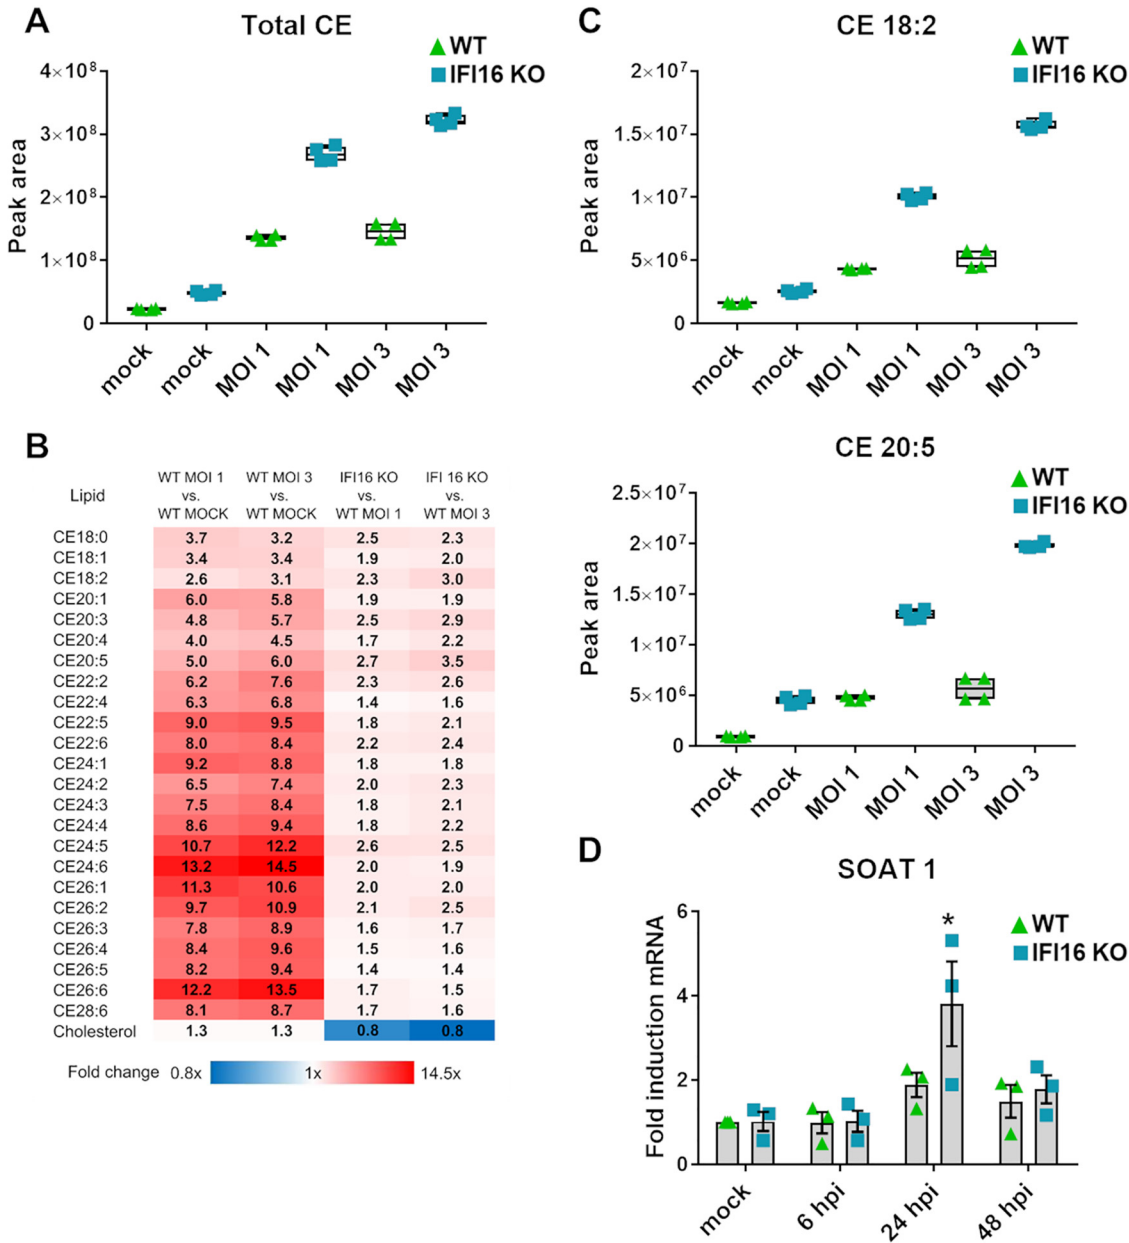 A
Total CE
WT
IFI16 KO
Peak area
4×10⁸
3×10⁸
2×10⁸
1×10⁸
0
mock
mock
MOI 1
MOI 1
MOI 3
MOI 3
C
CE 18:2
WT
IFI16 KO
Peak area
2×10⁷
1.5×10⁷
1×10⁷
5×10⁶
0
mock
mock
MOI 1
MOI 1
MOI 3
MOI 3
B
Lipid
WT MOI 1 vs. WT MOCK
WT MOI 3 vs. WT MOCK
IFI16 KO vs. WT MOI 1
IFI 16 KO vs. WT MOI 3
CE18:0 3.7 3.2 2.5 2.3
CE18:1 3.4 3.4 1.9 2.0
CE18:2 2.6 3.1 2.3 3.0
CE20:1 6.0 5.8 1.9 1.9
CE20:3 4.8 5.7 2.5 2.9
CE20:4 4.0 4.5 1.7 2.2
CE20:5 5.0 6.0 2.7 3.5
CE22:2 6.2 7.6 2.3 2.6
CE22:4 6.3 6.8 1.4 1.6
CE22:5 9.0 9.5 1.8 2.1
CE22:6 8.0 8.4 2.2 2.4
CE24:1 9.2 8.8 1.8 1.8
CE24:2 6.5 7.4 2.0 2.3
CE24:3 7.5 8.4 1.8 2.1
CE24:4 8.6 9.4 1.8 2.2
CE24:5 10.7 12.2 2.6 2.5
CE24:6 13.2 14.5 2.0 1.9
CE26:1 11.3 10.6 2.0 2.0
CE26:2 9.7 10.9 2.1 2.5
CE26:3 7.8 8.9 1.6 1.7
CE26:4 8.4 9.6 1.5 1.6
CE26:5 8.2 9.4 1.4 1.4
CE26:6 12.2 13.5 1.7 1.5
CE28:6 8.1 8.7 1.7 1.6
Cholesterol 1.3 1.3 0.8 0.8
Fold change 0.8x 1x 14.5x
CE 20:5
WT
IFI16 KO
Peak area
2.5×10⁷
2×10⁷
1.5×10⁷
1×10⁷
5×10⁶
0
mock
mock
MOI 1
MOI 1
MOI 3
MOI 3
D
SOAT 1
WT
IFI16 KO
Fold induction mRNA
6
4
2
0
*
mock
6 hpi
24 hpi
48 hpi